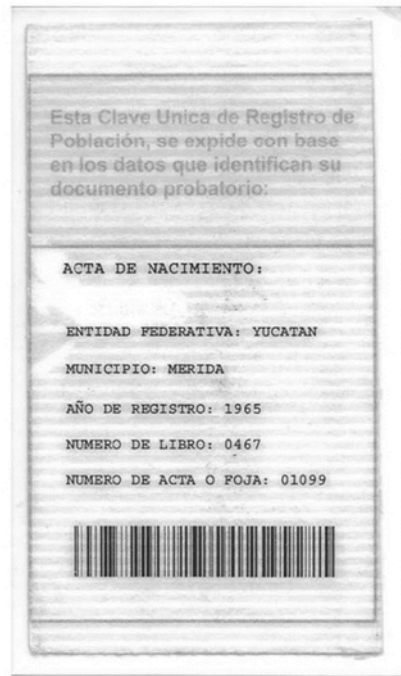 Esta Clave Unica de Registro de
Población, se expide con base
en los datos que identifican su
documento probatorio:
ACTA DE NACIMIENTO:
ENTIDAD FEDERATIVA: YUCATAN
MUNICIPIO: MERIDA
AÑO DE REGISTRO: 1965
NUMERO DE LIBRO: 0467
NUMERO DE ACTA O FOJA: 01099